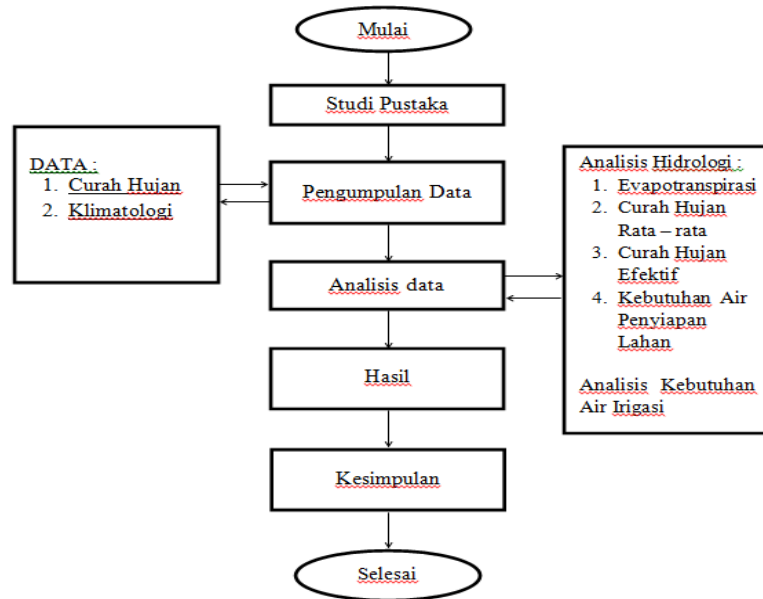 Mulai
Studi Pustaka
DATA :
1. Curah Hujan
2. Klimatologi
Pengumpulan Data
Analisis data
Analisis Hidrologi :
1. Evapotranspirasi
2. Curah Hujan
Rata – rata
3. Curah Hujan
Efektif
4. Kebutuhan Air
Penyiapan
Lahan
Analisis Kebutuhan
Air Irigasi
Hasil
Kesimpulan
Selesai